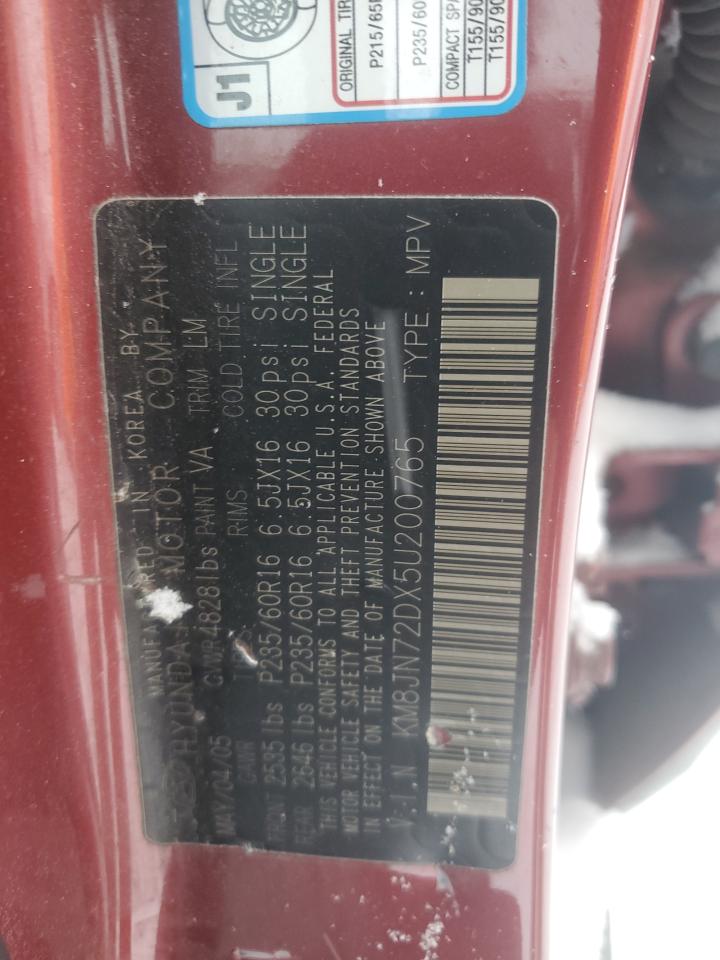 J1
ORIGINAL TIR
P215/65
P235/60
COMPACT SP
T155/90
T155/90
MANUFACTURED IN KOREA BY
HYUNDAI MOTOR COMPANY
MAY/04/05 GVWR 4828lbs PAINT VA TRIM LM
GAWR RIMS COLD TIRE INFL
FRONT 2535 lbs P235/60R16 6.5JX16 30psi SINGLE
REAR 2646 lbs P235/60R16 6.5JX16 30psi SINGLE
THIS VEHICLE CONFORMS TO ALL APPLICABLE U.S.A. FEDERAL
MOTOR VEHICLE SAFETY AND THEFT PREVENTION STANDARDS
IN EFFECT ON THE DATE OF MANUFACTURE SHOWN ABOVE
V.I.N KM8JN72DX5U200765 TYPE : MPV